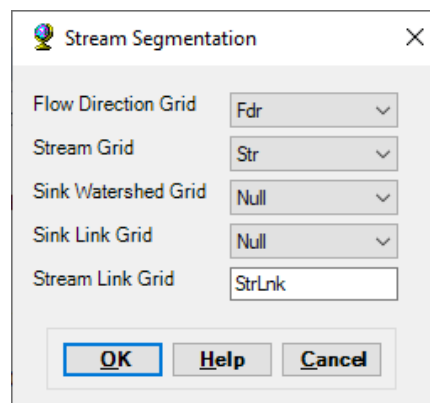 Stream Segmentation
Flow Direction Grid Fdr
Stream Grid Str
Sink Watershed Grid Null
Sink Link Grid Null
Stream Link Grid StrLnk
OK Help Cancel